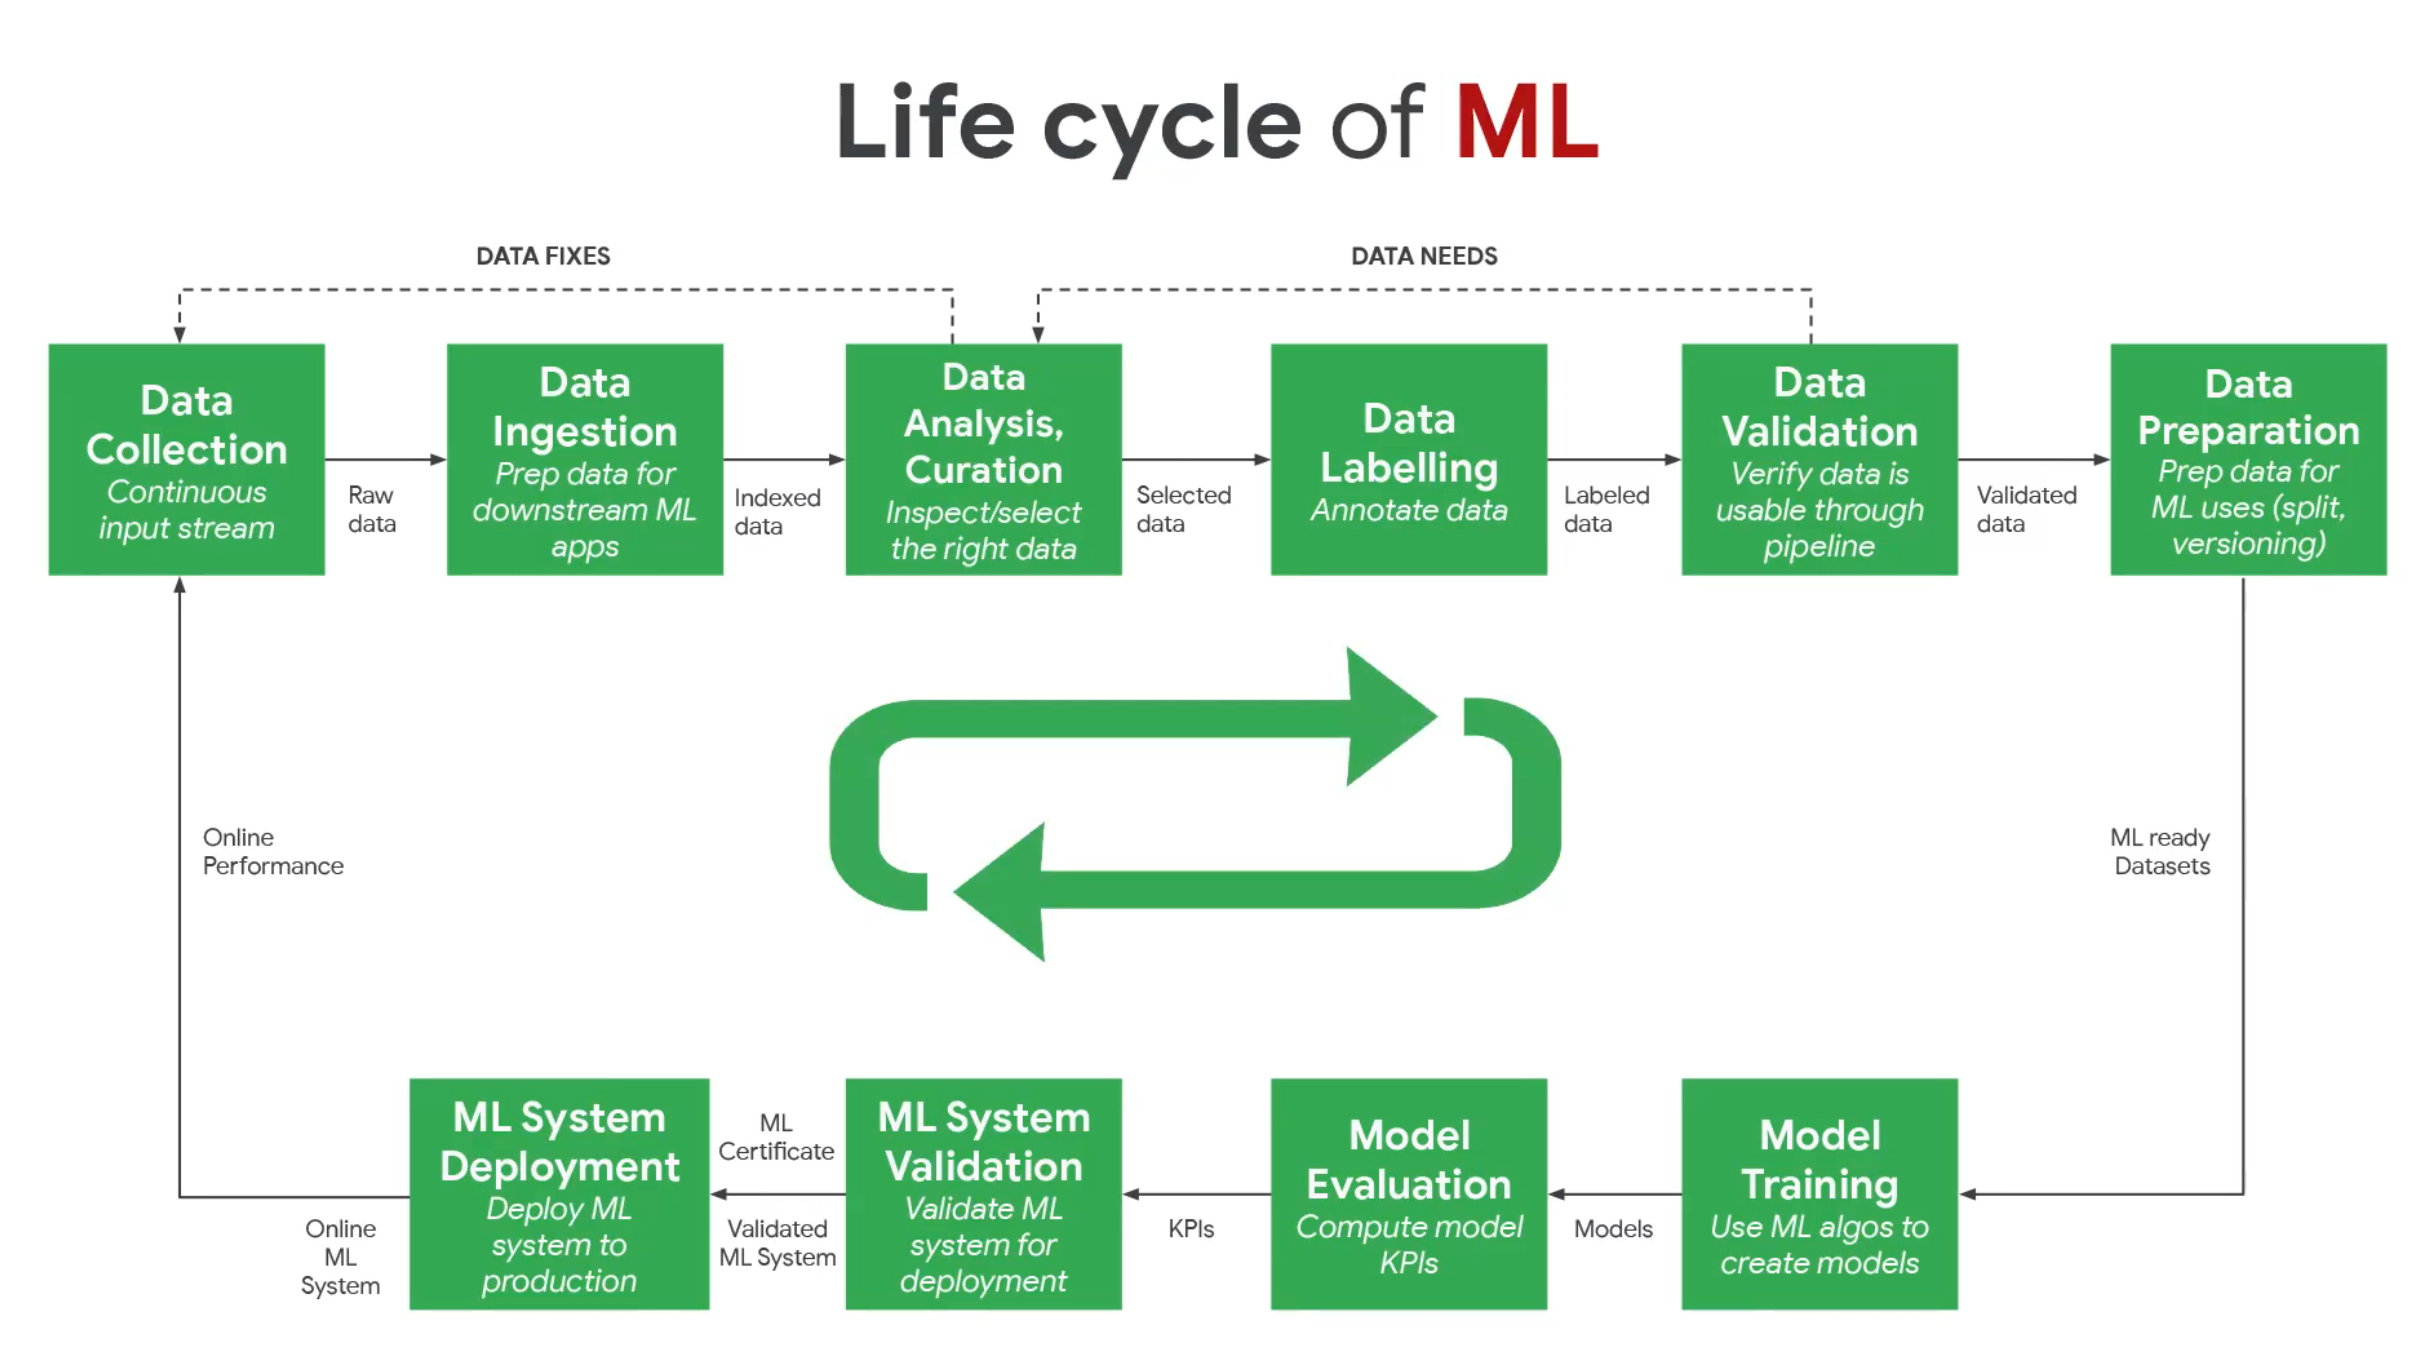 Life cycle of ML
DATA FIXES
DATA NEEDS
Data
Collection
Continuous
input stream
Raw
data
Data
Ingestion
Prep data for
downstream ML
apps
Indexed
data
Data
Analysis,
Curation
Inspect/select
the right data
Selected
data
Data
Labelling
Annotate data
Labeled
data
Data
Validation
Verify data is
usable through
pipeline
Validated
data
Data
Preparation
Prep data for
ML uses (split,
versioning)
ML ready
Datasets
Model
Training
Use ML algos to
create models
Models
Model
Evaluation
Compute model
KPIs
KPIs
ML System
Validation
Validate ML
system for
deployment
ML
Certificate
Validated
ML System
ML System
Deployment
Deploy ML
system to
production
Online
ML
System
Online
Performance